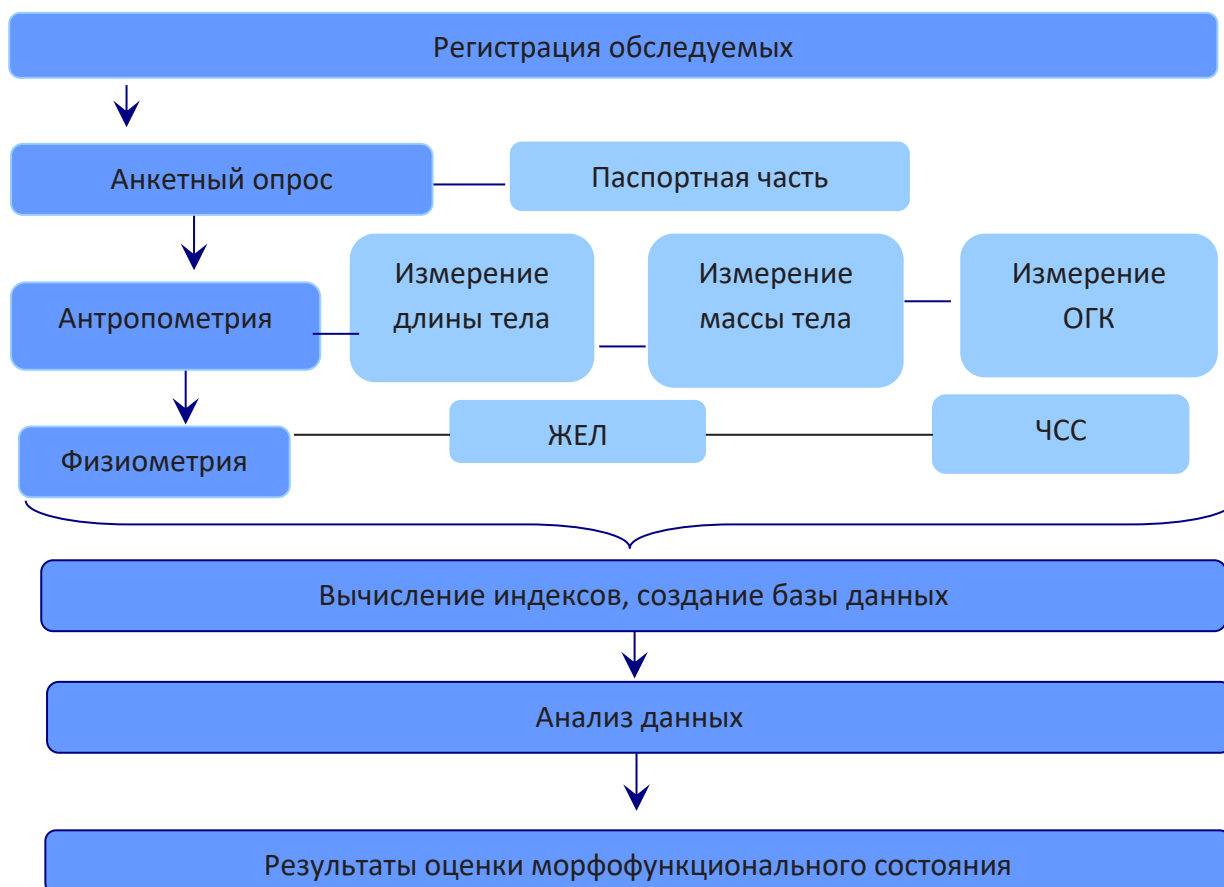 Регистрация обследуемых
Анкетный опрос
Паспортная часть
Антропометрия
Измерение
длины тела
Измерение
массы тела
Измерение
ОГК
Физиометрия
ЖЕЛ
ЧСС
Вычисление индексов, создание базы данных
Анализ данных
Результаты оценки морфофункционального состояния